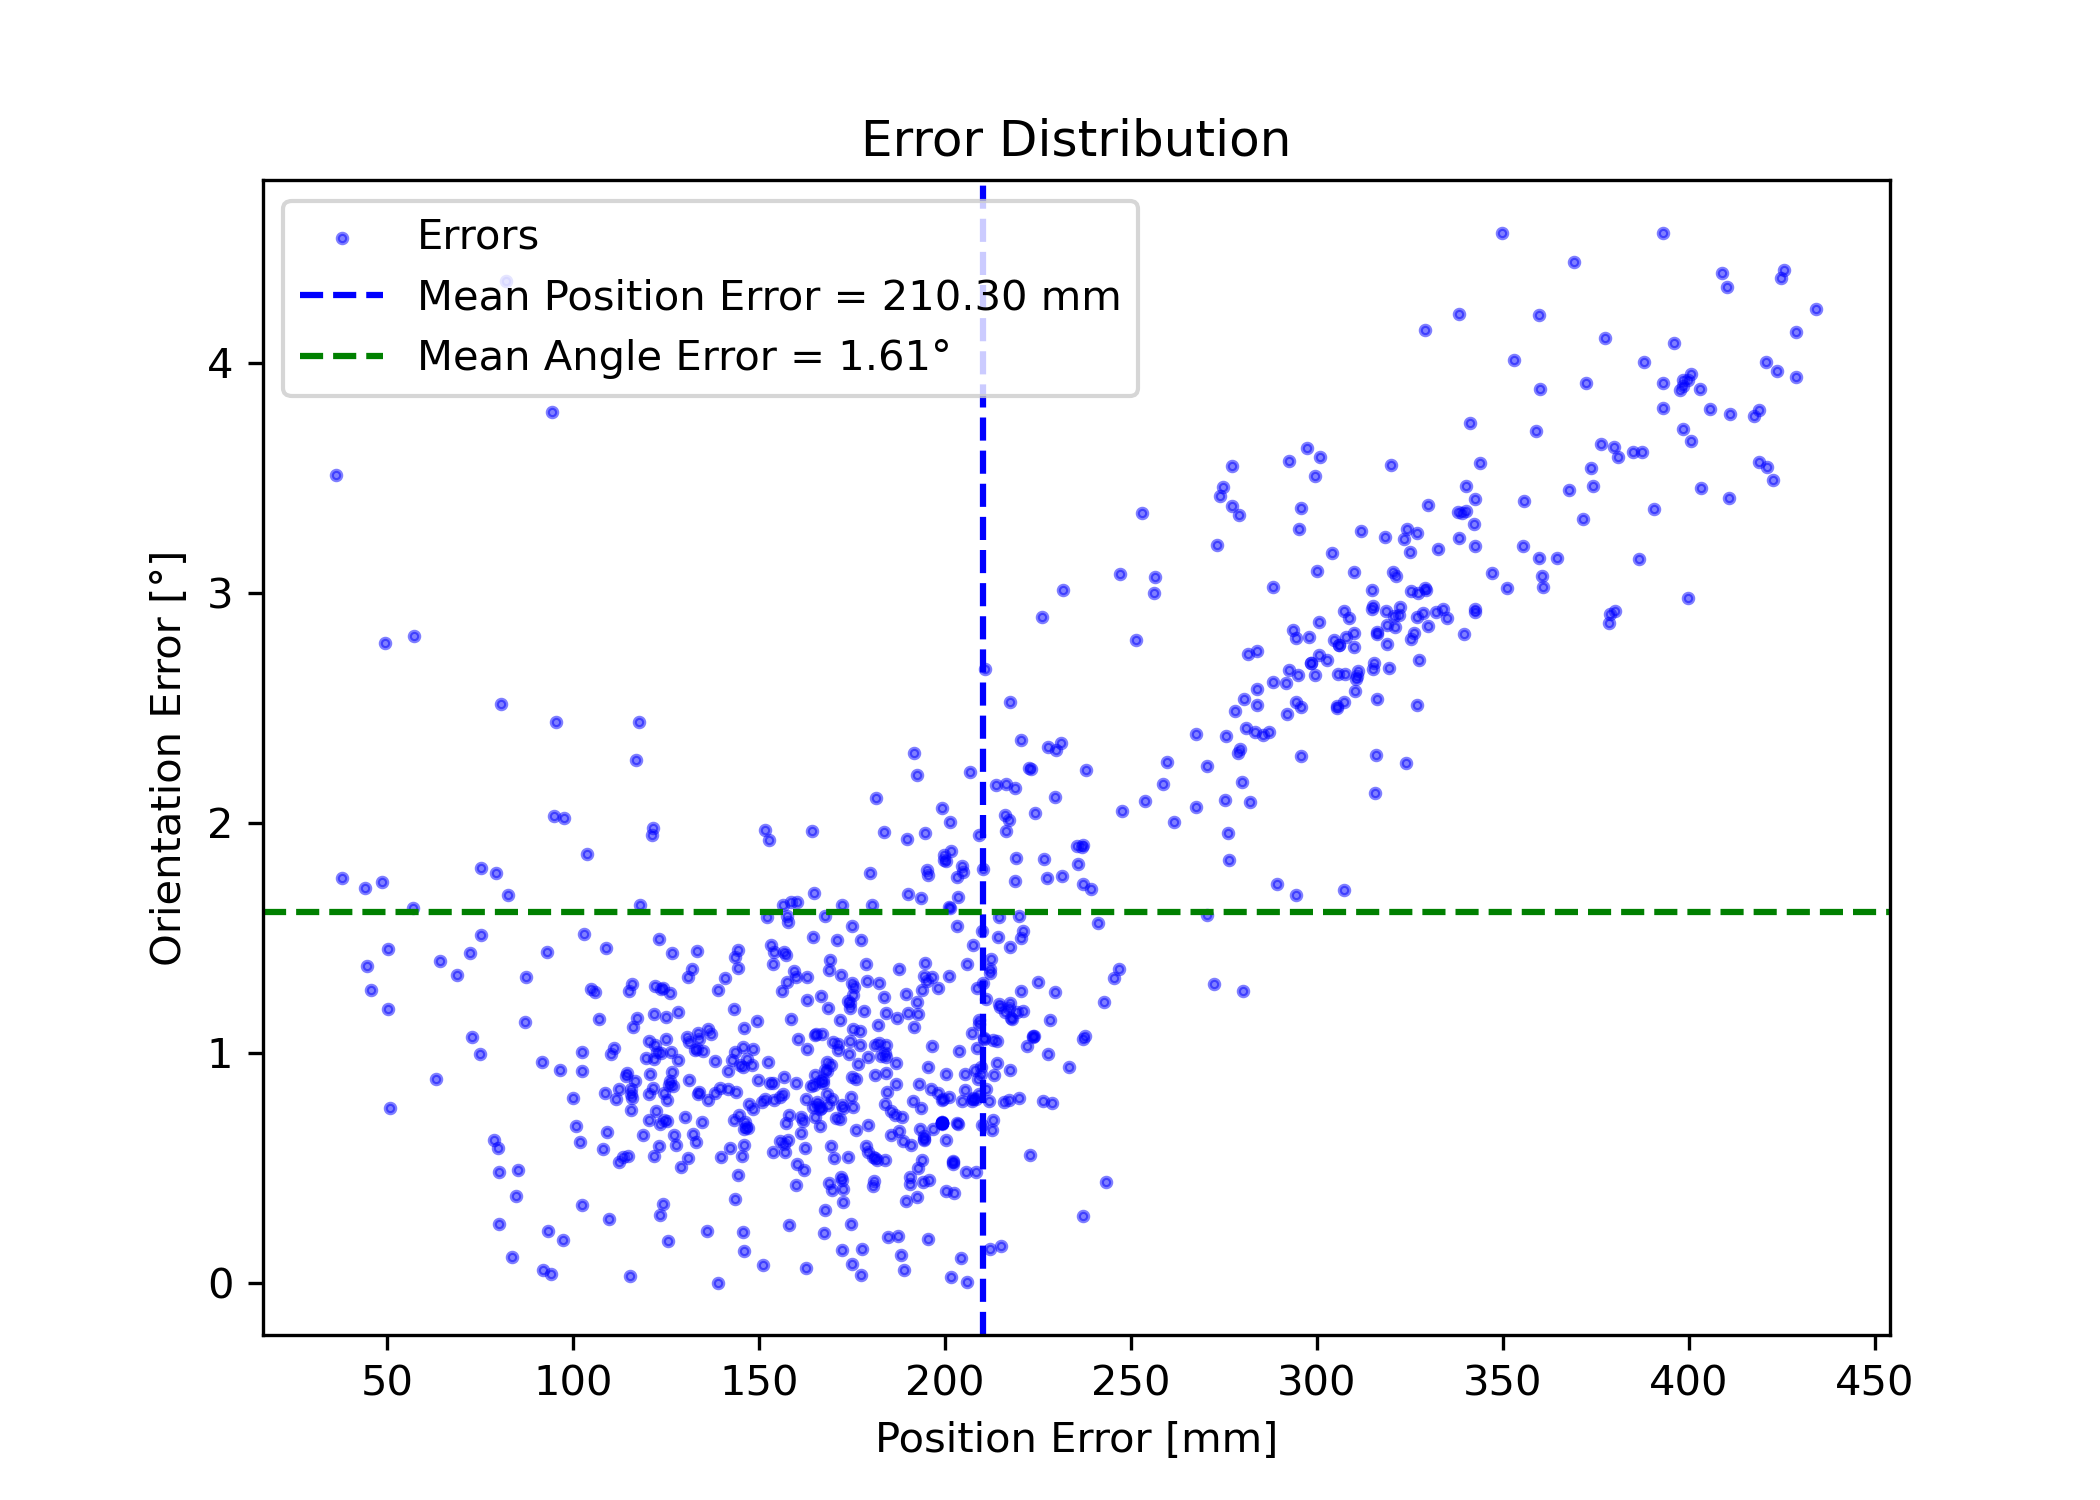 Error Distribution
Errors
Mean Position Error = 210.30 mm
Mean Angle Error = 1.61°
Orientation Error [°]
4
3
2
1
0
50 100 150 200 250 300 350 400 450
Position Error [mm]